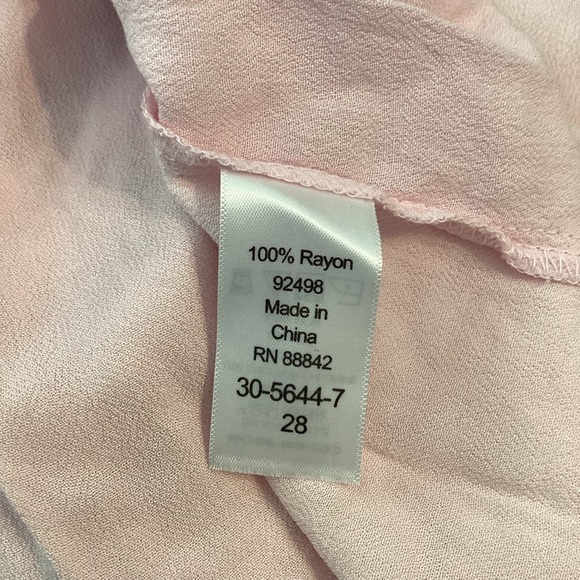 100% Rayon
92498
Made in
China
RN 88842
30-5644-7
28